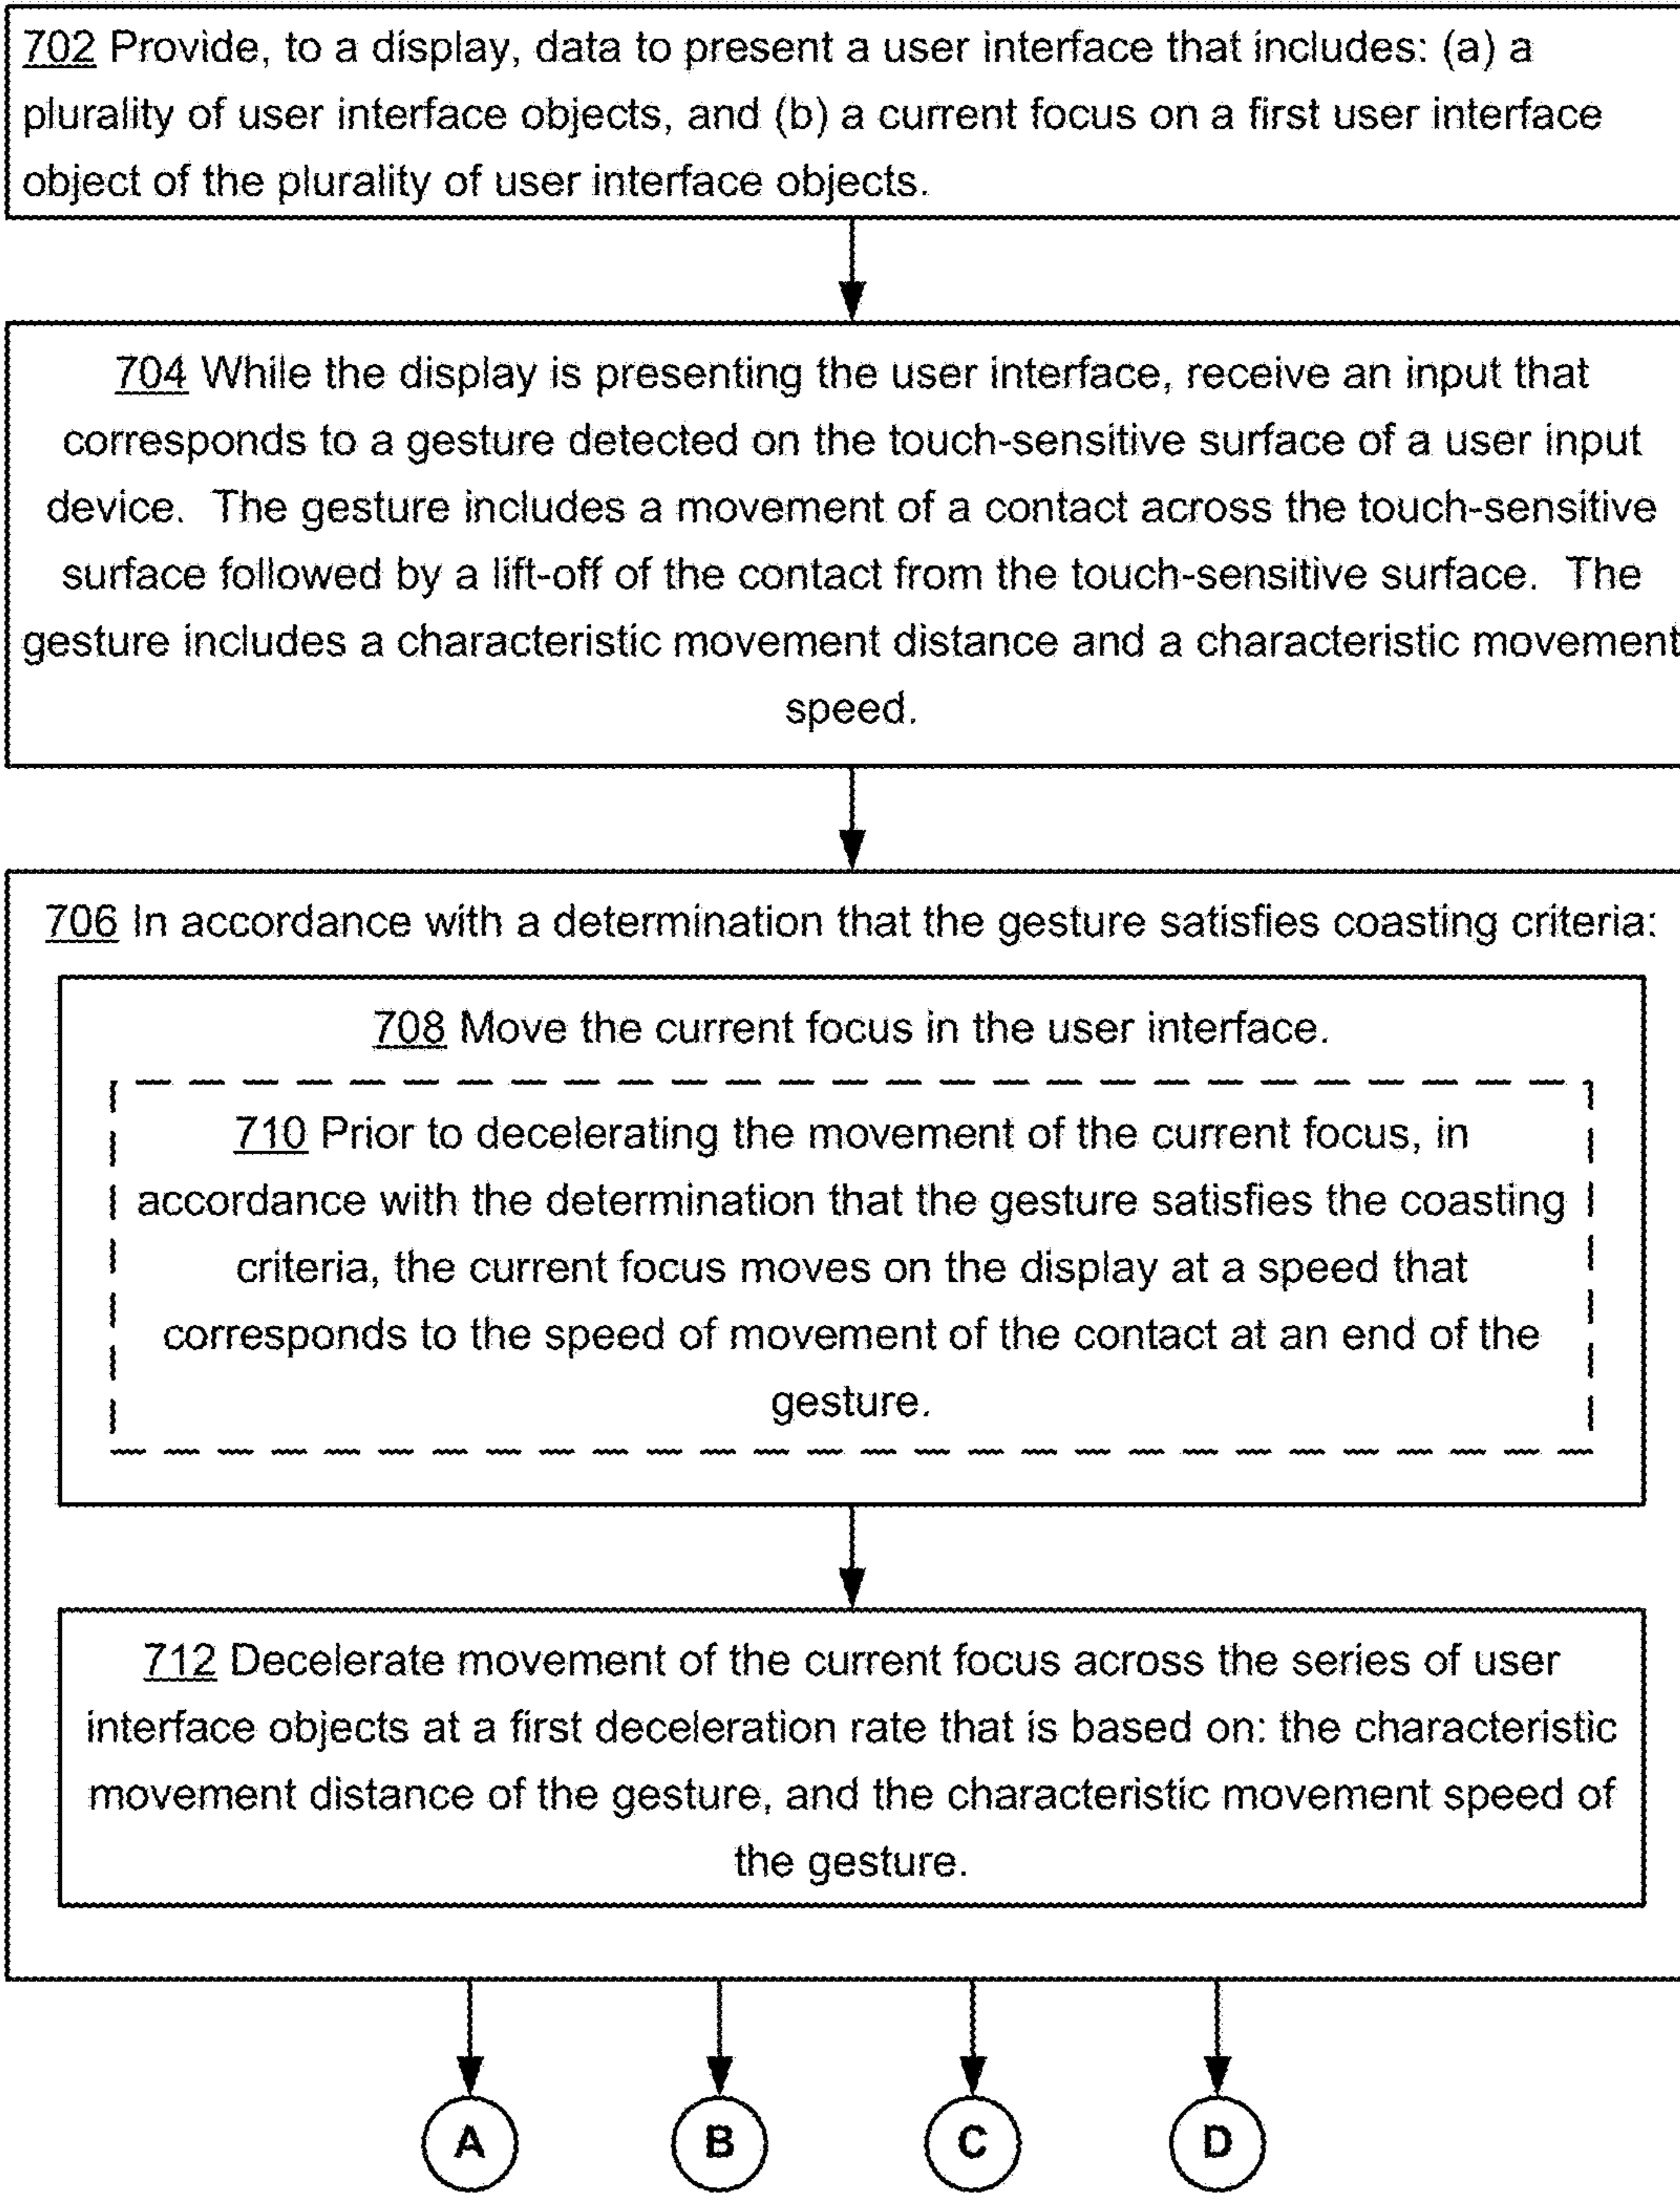 702 Provide, to a display, data to present a user interface that includes: (a) a
plurality of user interface objects, and (b) a current focus on a first user interface
object of the plurality of user interface objects.
704 While the display is presenting the user interface, receive an input that
corresponds to a gesture detected on the touch-sensitive surface of a user input
device. The gesture includes a movement of a contact across the touch-sensitive
surface followed by a lift-off of the contact from the touch-sensitive surface. The
gesture includes a characteristic movement distance and a characteristic movement
speed.
706 In accordance with a determination that the gesture satisfies coasting criteria:
708 Move the current focus in the user interface.
710 Prior to decelerating the movement of the current focus, in
accordance with the determination that the gesture satisfies the coasting
criteria, the current focus moves on the display at a speed that
corresponds to the speed of movement of the contact at an end of the
gesture.
712 Decelerate movement of the current focus across the series of user
interface objects at a first deceleration rate that is based on: the characteristic
movement distance of the gesture, and the characteristic movement speed of
the gesture.
A B C D